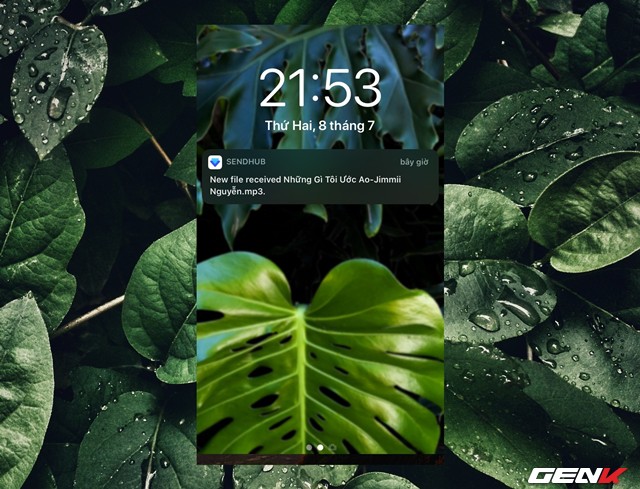 21:53
Thứ Hai, 8 tháng 7
SENDHUB bây giờ
New file received Những Gì Tôi Ước Ao-Jimmii
Nguyễn.mp3.
GENK